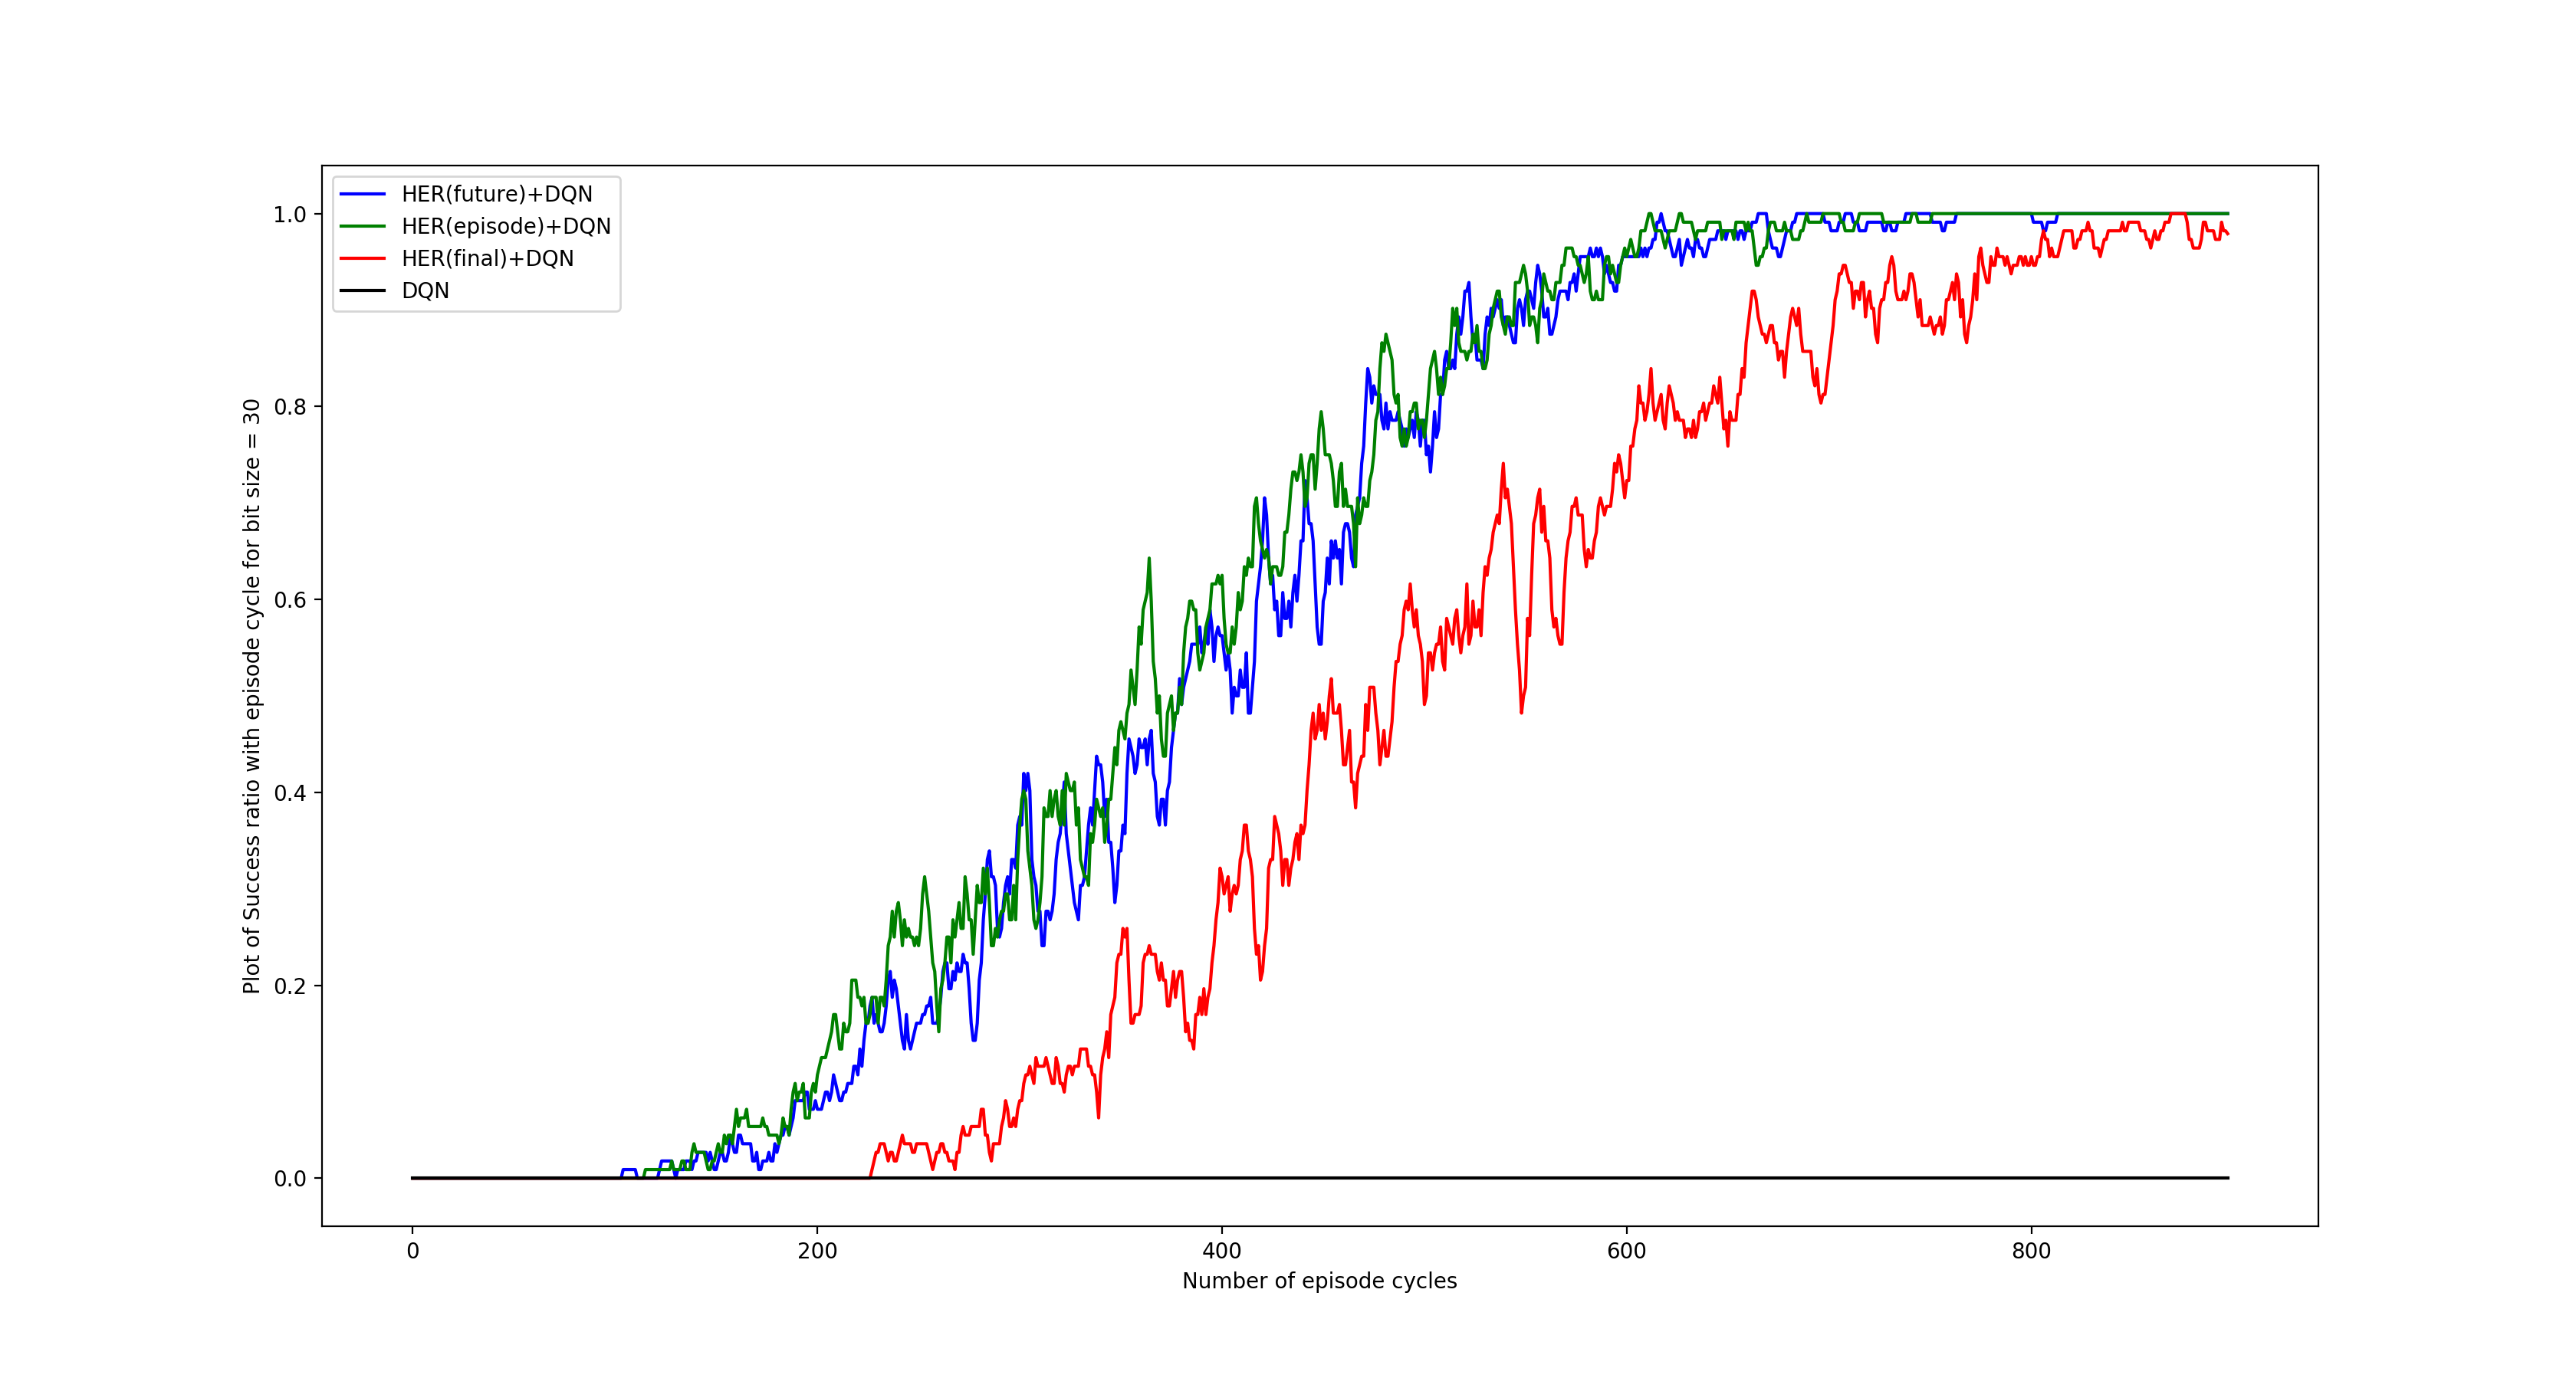 HER(future)+DQN
HER(episode)+DQN
HER(final)+DQN
DQN
Plot of Success ratio with episode cycle for bit size = 30
1.0
0.8
0.6
0.4
0.2
0.0
0 200 400 600 800
Number of episode cycles